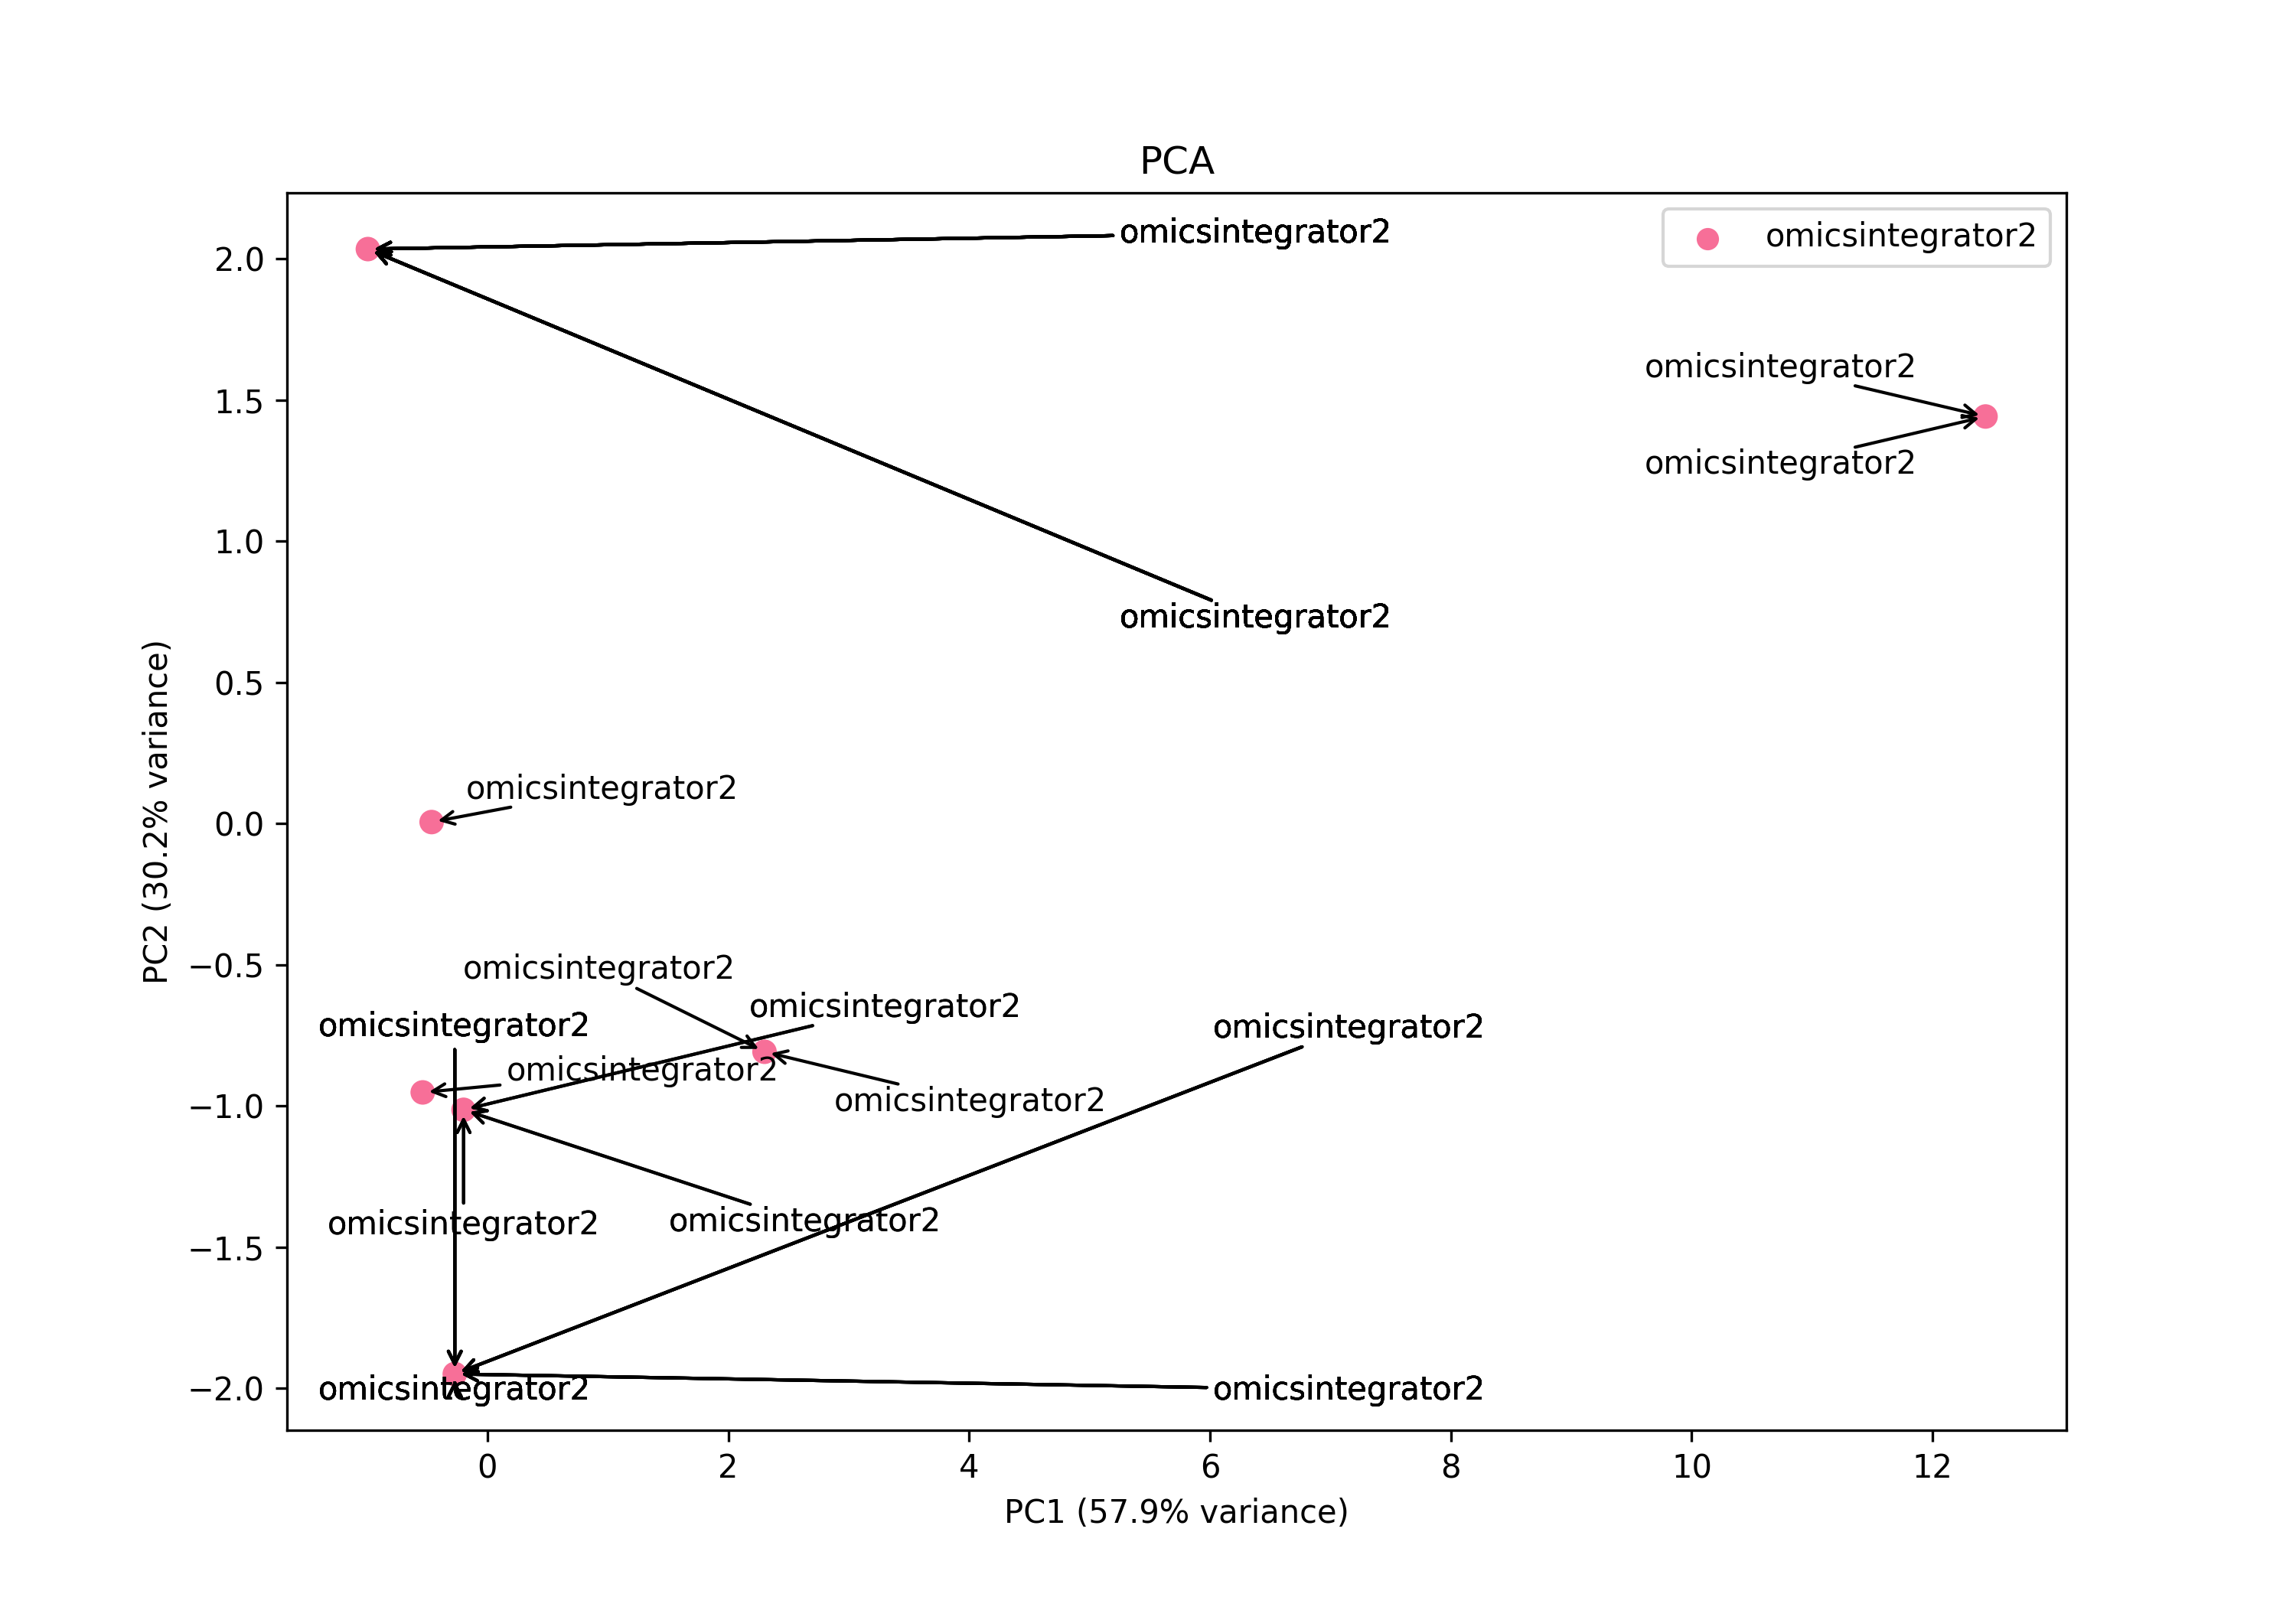 PCA
omicsintegrator2
omicsintegrator2
2.0
omicsintegrator2
1.5
omicsintegrator2
1.0
omicsintegrator2
0.5
omicsintegrator2
0.0
PC2 (30.2% variance)
omicsintegrator2
−0.5
omicsintegrator2
omicsintegrator2
omicsintegrator2
omicsintegrator2
omicsintegrator2
−1.0
omicsintegrator2
omicsintegrator2
−1.5
omicsintegrator2
omicsintegrator2
−2.0
0 2 4 6 8 10 12
PC1 (57.9% variance)